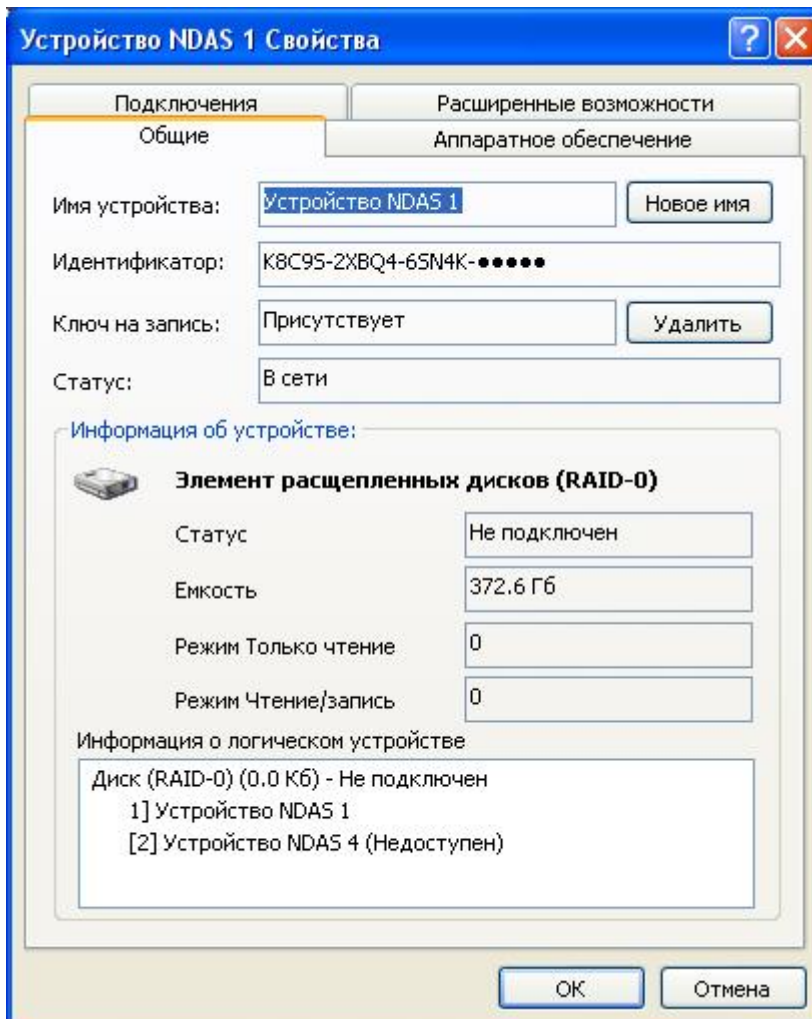 Устройство NDAS 1 Свойства
Подключения
Расширенные возможности
Общие
Аппаратное обеспечение
Имя устройства: Устройство NDAS 1 Новое имя
Идентификатор: K8C95-2XBQ4-6SN4K-●●●●●
Ключ на запись: Присутствует Удалить
Статус: В сети
Информация об устройстве:
Элемент расщепленных дисков (RAID-0)
Статус Не подключен
Емкость 372.6 Гб
Режим Только чтение 0
Режим Чтение/запись 0
Информация о логическом устройстве
Диск (RAID-0) (0.0 Кб) - Не подключен
1] Устройство NDAS 1
[2] Устройство NDAS 4 (Недоступен)
ОК Отмена